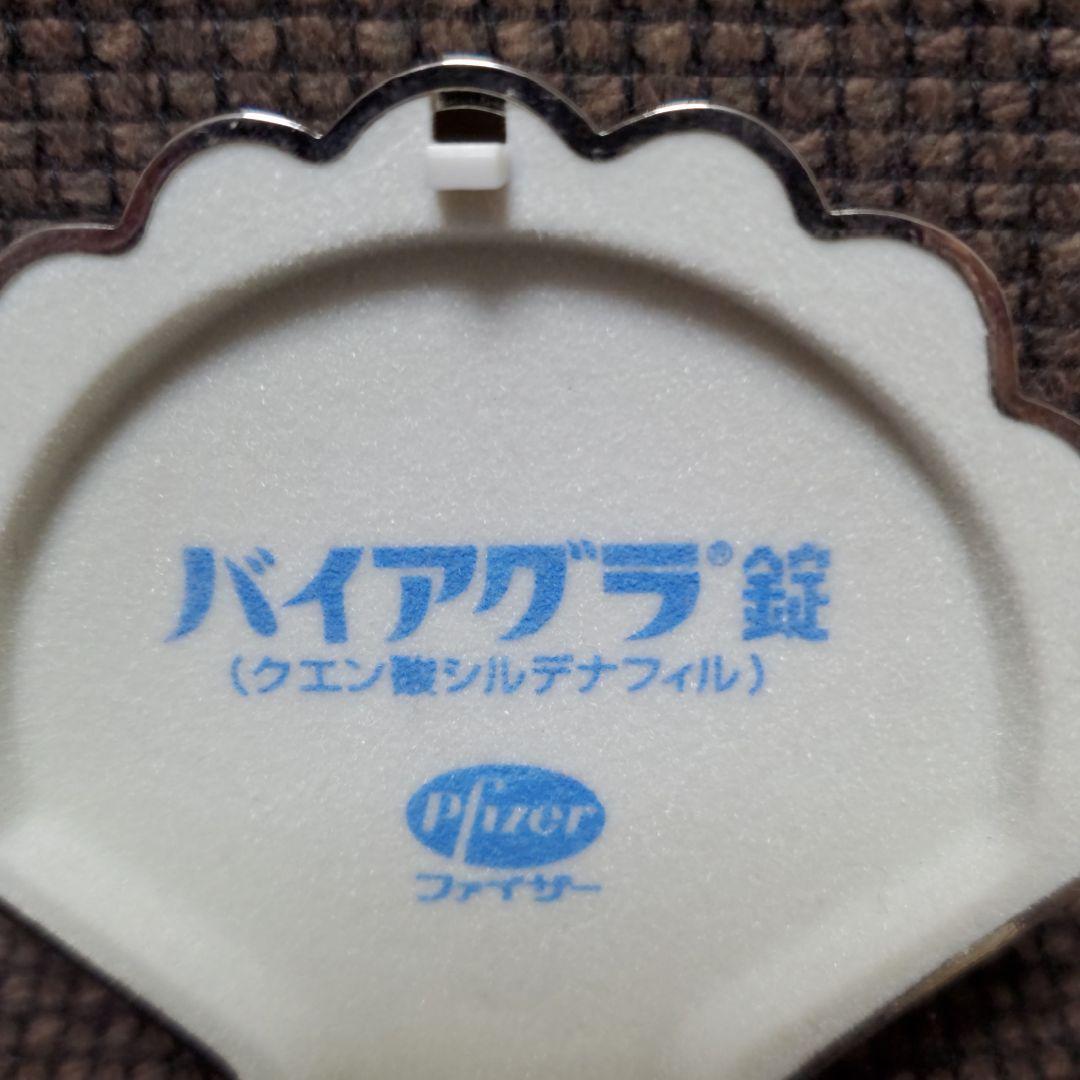 バイアグラ®錠
（クエン酸シルデナフィル）
Pfizer
ファイザー